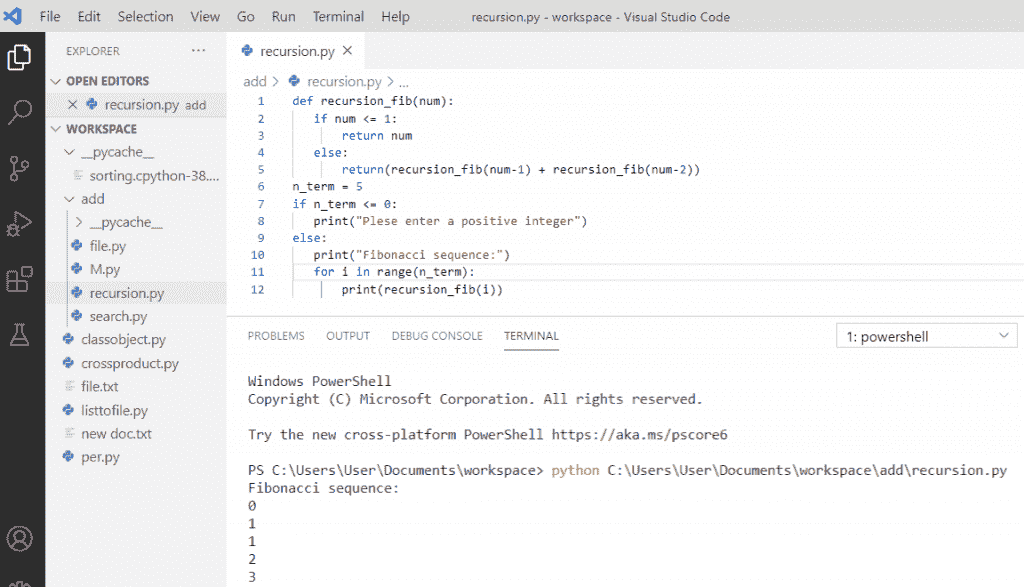 File Edit Selection View Go Run Terminal Help recursion.py - workspace - Visual Studio Code
EXPLORER ···
OPEN EDITORS
recursion.py add
WORKSPACE
__pycache__
sorting.cpython-38....
add
__pycache__
file.py
M.py
recursion.py
search.py
classobject.py
crossproduct.py
file.txt
listtofile.py
new doc.txt
per.py
recursion.py
add > recursion.py > ...
1 def recursion_fib(num):
2 if num <= 1:
3 return num
4 else:
5 return(recursion_fib(num-1) + recursion_fib(num-2))
6 n_term = 5
7 if n_term <= 0:
8 print("Plese enter a positive integer")
9 else:
10 print("Fibonacci sequence:")
11 for i in range(n_term):
12 print(recursion_fib(i))
PROBLEMS OUTPUT DEBUG CONSOLE TERMINAL 1: powershell
Windows PowerShell
Copyright (C) Microsoft Corporation. All rights reserved.
Try the new cross-platform PowerShell https://aka.ms/pscore6
PS C:\Users\User\Documents\workspace> python C:\Users\User\Documents\workspace\add\recursion.py
Fibonacci sequence:
0
1
1
2
3